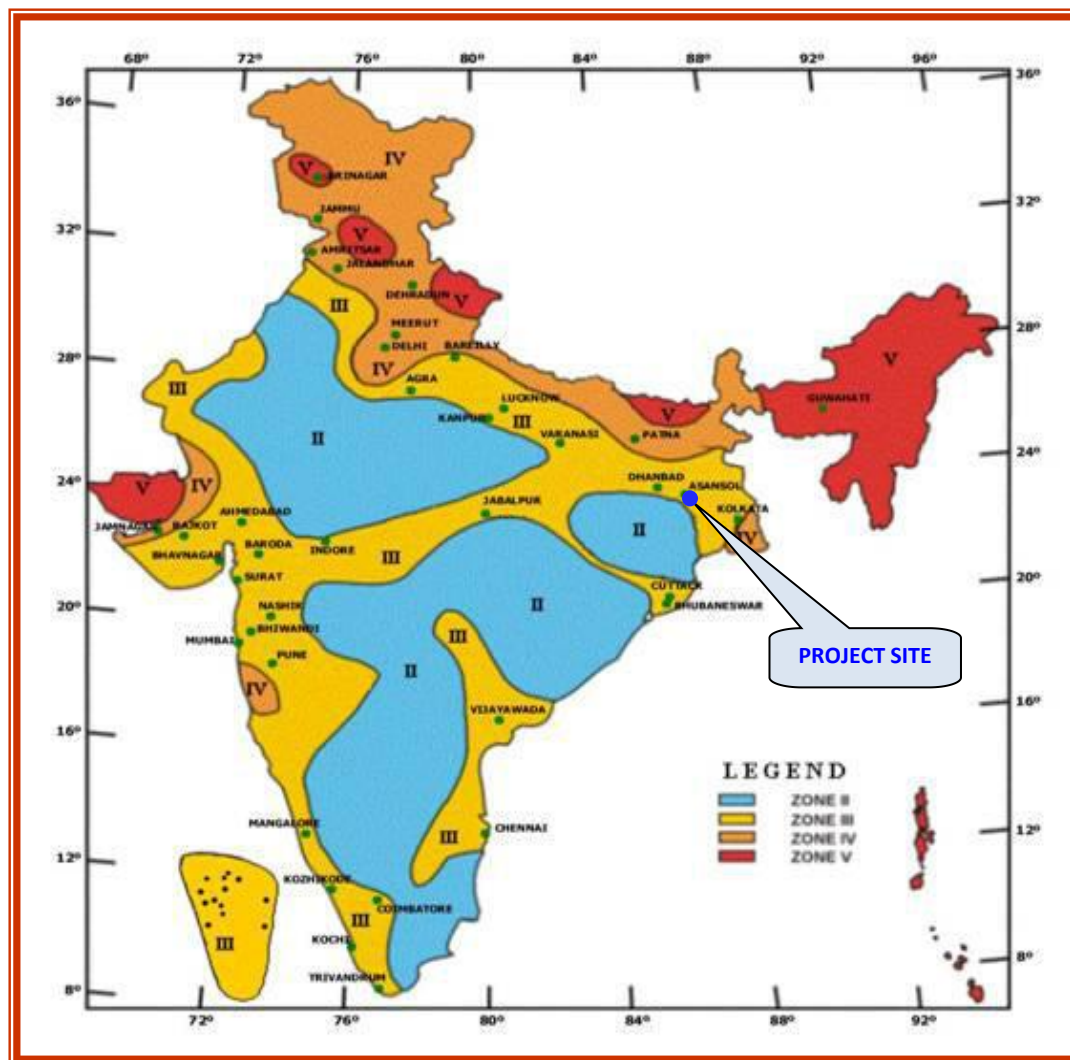 68º 72º 76º 80º 84º 88º 92º 96º
36º 36º
IV
V
SRINAGAR
JAMMU
32º 32º
V
AMRITSAR
JALANDHAR
DEHRADUN
V
III
MEERUT
DELHI
BAREILLY
IV
28º 28º
V
III
AGRA
LUCKNOW
GUWAHATI
KANPUR
III
V
VARANASI
PATNA
II
24º 24º
V
IV
DHANBAD
ASANSOL
JABALPUR
KOLKATA
JAMNAGAR
RAJKOT
AHMEDABAD
II
IV
BARODA
INDORE
III
BHAVNAGAR
SURAT
CUTTACK
BHUBANESWAR
20º 20º
NASHIK
II
BHIWANDI
MUMBAI
III
PUNE
PROJECT SITE
II
IV
VIJAYAWADA
16º 16º
LEGEND
ZONE II
ZONE III
ZONE IV
ZONE V
MANGALORE
CHENNAI
III
12º 12º
KOZHIKODE
COIMBATORE
III
KOCHI
III
TRIVANDRUM
8º 8º
72º 76º 80º 84º 88º 92º